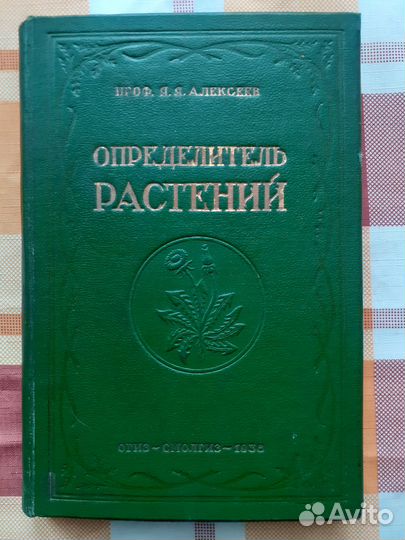 ПРОФ. Я. Я. АЛЕКСЕЕВ
ОПРЕДЕЛИТЕЛЬ
РАСТЕНИЙ
ОГИЗ–СМОЛГИЗ–1938
Avito